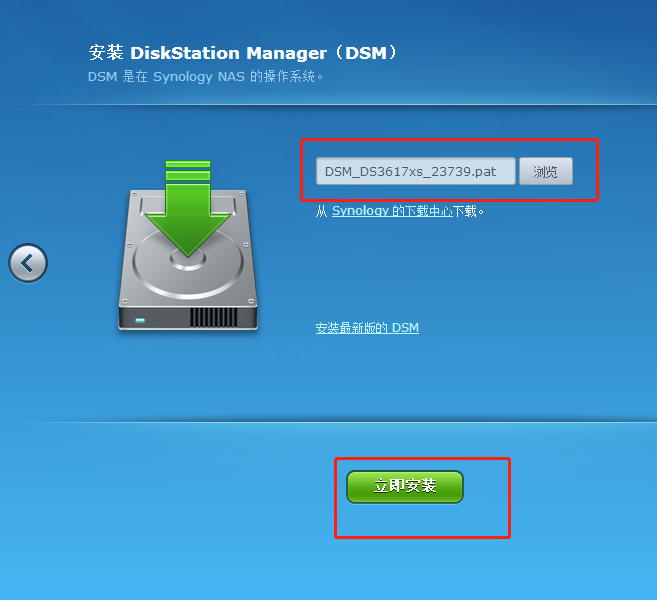 安装 DiskStation Manager（DSM）
DSM 是在 Synology NAS 的操作系统。
DSM_DS3617xs_23739.pat 浏览
从 Synology 的下载中心下载。
安装最新版的 DSM
立即安装